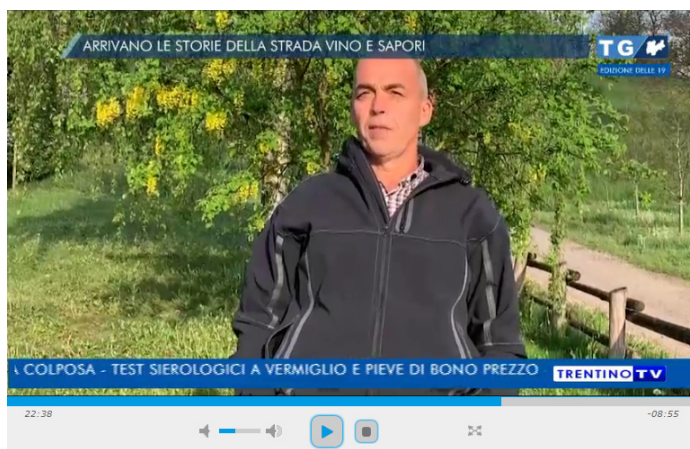 ARRIVANO LE STORIE DELLA STRADA VINO E SAPORI
TG
EDIZIONE DELLE 19
A COLPOSA - TEST SIEROLOGICI A VERMIGLIO E PIEVE DI BONO PREZZO
TRENTINO TV
22:38
-08:55